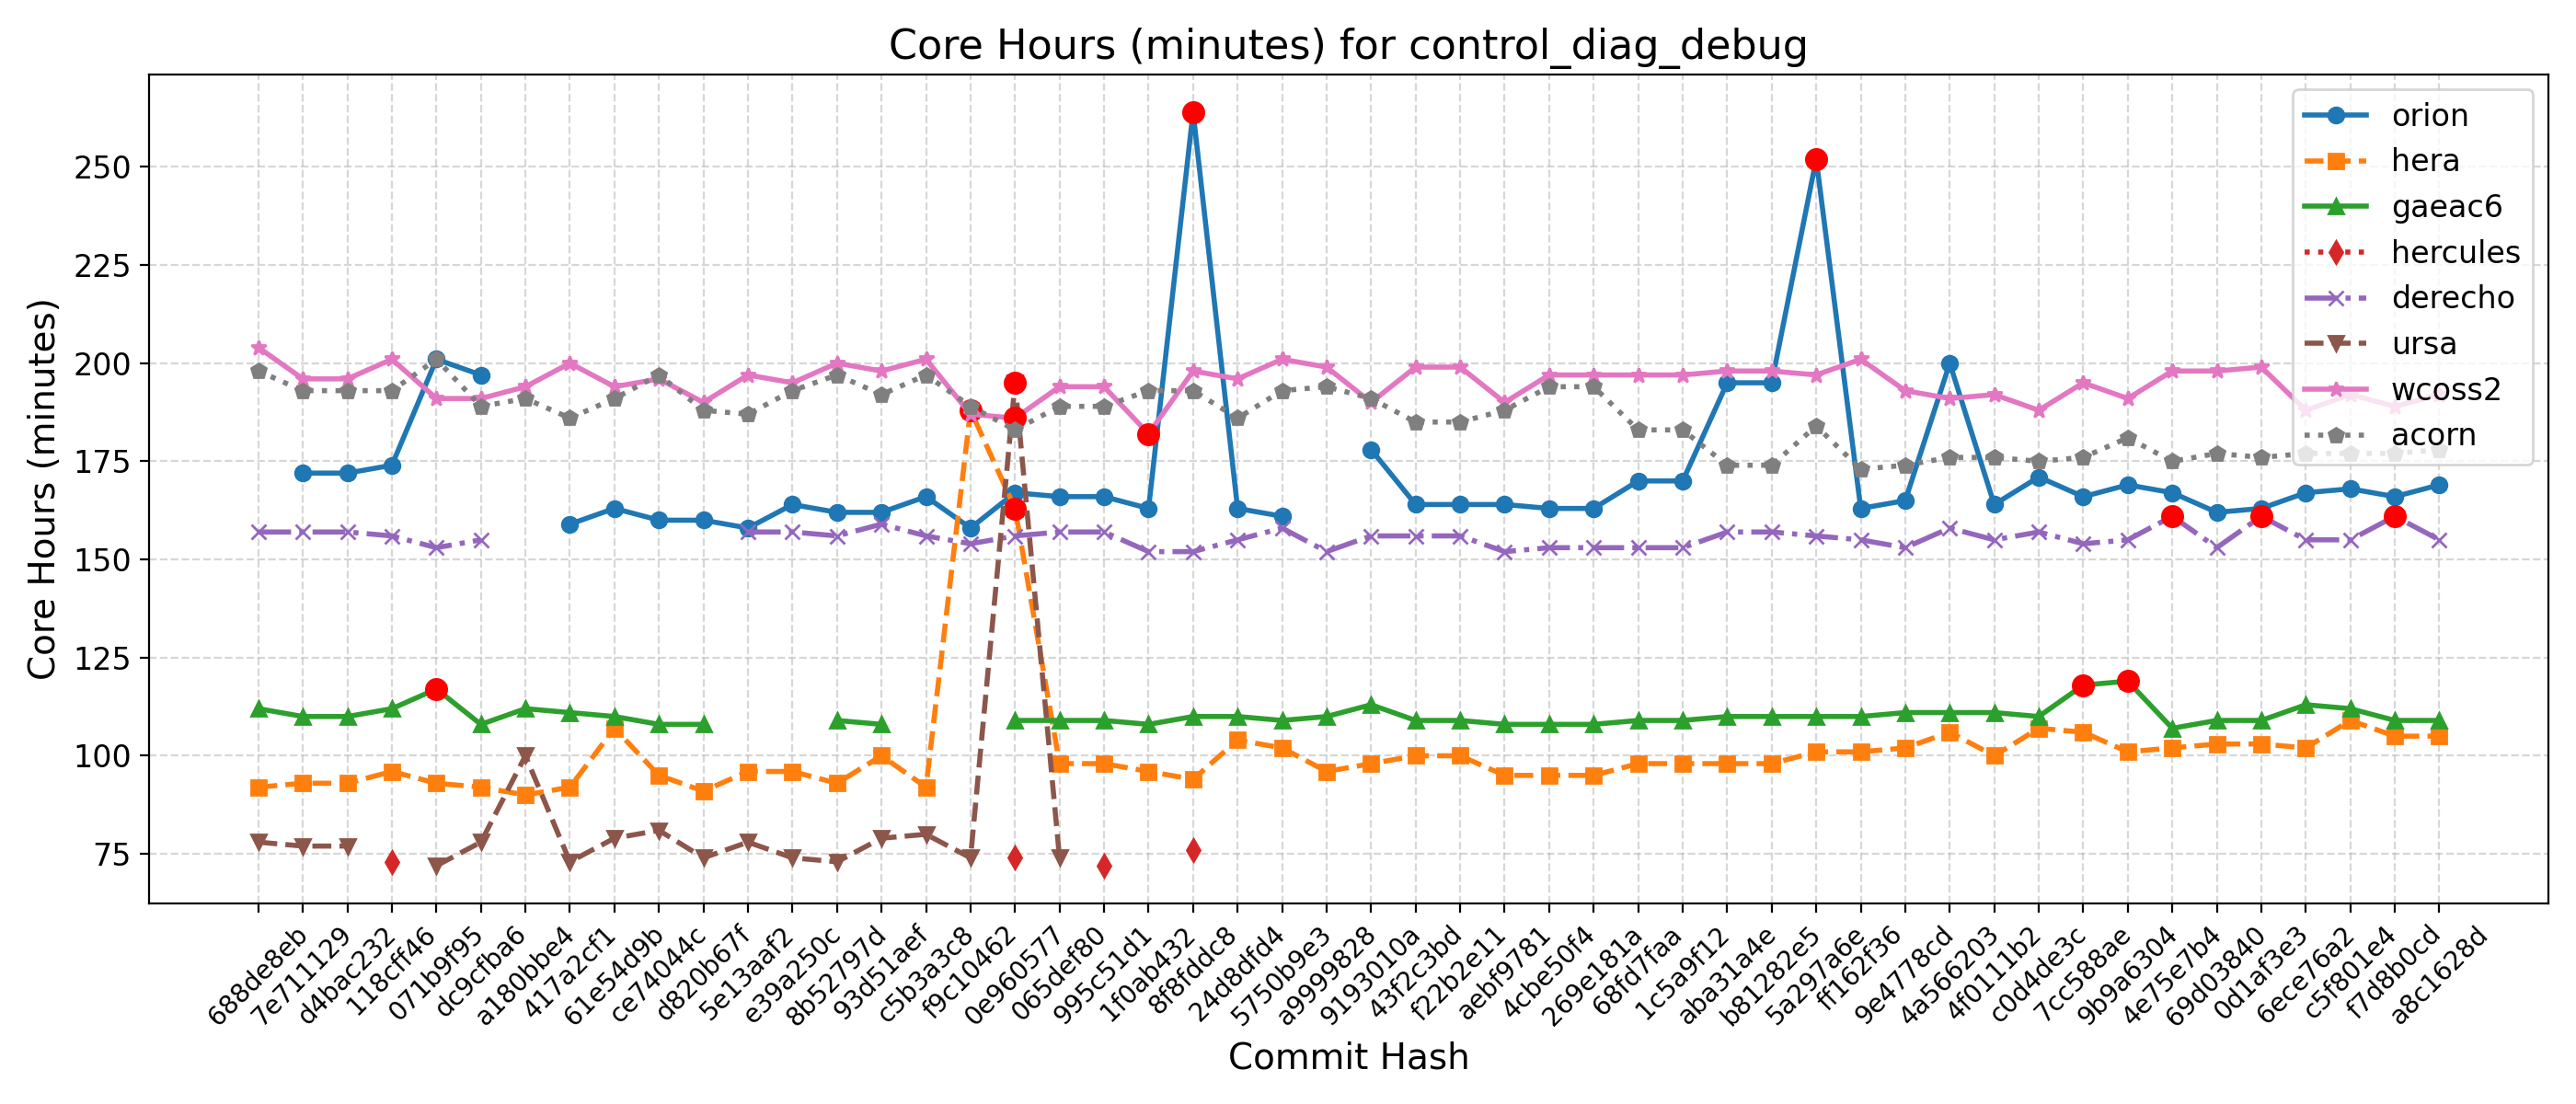 Core Hours (minutes) for control_diag_debug
Core Hours (minutes)
250
225
200
175
150
125
100
75
orion
hera
gaeac6
hercules
derecho
ursa
wcoss2
acorn
688de8eb
7e711129
d4bac232
118cff46
071b9f95
dc9cfba6
a180bbe4
417a2cf1
61e54d9b
ce74044c
d820b67f
5e13aaf2
e39a250c
8b52797d
93d51aef
c5b3a3c8
f9c10462
0e960577
065def80
995c51d1
1f0ab432
8f8fddc8
24d8dfd4
5750b9e3
a9999828
9193010a
43f2c3bd
f22b2e11
aebf9781
4cbe50f4
269e181a
68fd7faa
1c5a9f12
aba31a4e
b81282e5
5a297a6e
ff162f36
9e4778cd
4a566203
4f0111b2
c0d4de3c
7cc588ae
9b9a6304
4e75e7b4
69d03840
0d1af3e3
6ece76a2
c5f801e4
f7d8b0cd
a8c1628d
Commit Hash